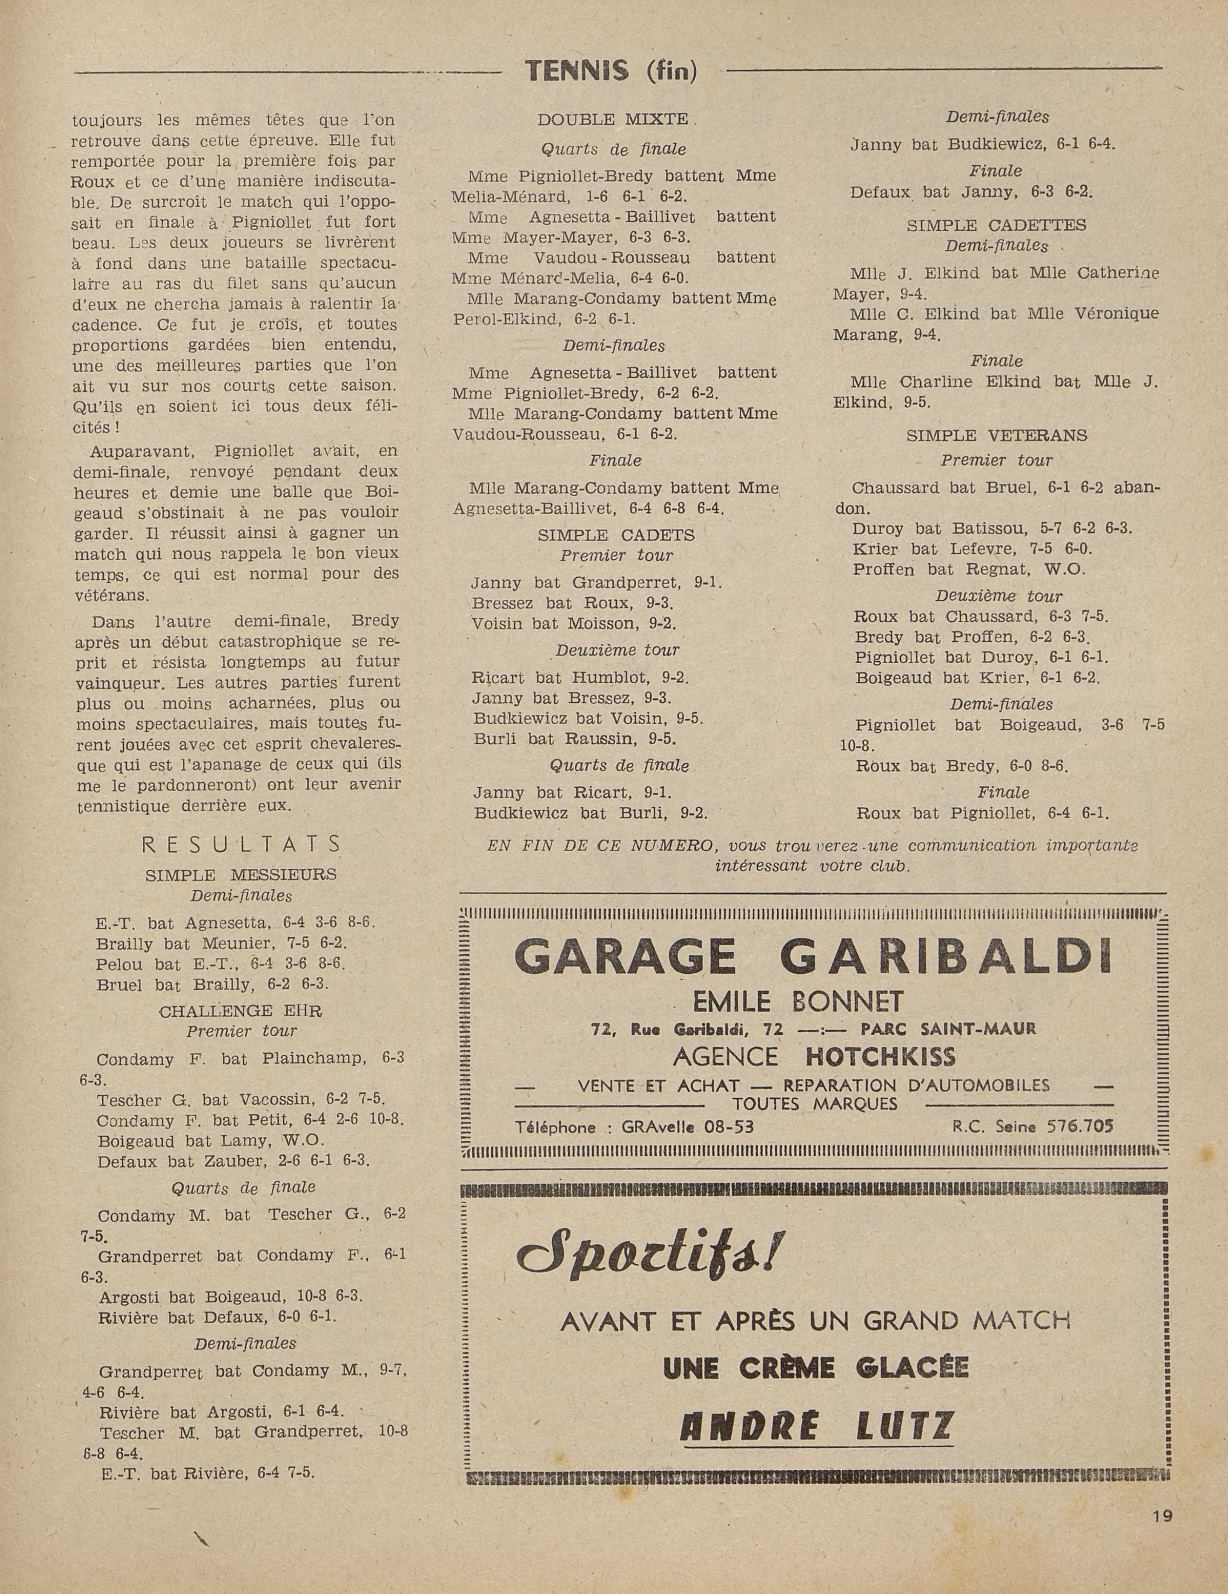 TENNIS (fin)
toujours les mêmes têtes que l'on
retrouve dans cette épreuve. Elle fut
remportée pour la première fois par
Roux et ce d'une manière indiscuta-
ble. De surcroît le match qui l'oppo-
sait en finale à Pigniollet fut fort
beau. Les deux joueurs se livrèrent
à fond dans une bataille spectacu-
laire au ras du filet sans qu'aucun
d'eux ne chercha jamais à ralentir la
cadence. Ce fut je crois, et toutes
proportions gardées bien entendu,
une des meilleures parties que l'on
ait vu sur nos courts cette saison.
Qu'ils en soient ici tous deux féli-
cités !
Auparavant, Pigniollet avait, en
demi-finale, renvoyé pendant deux
heures et demie une balle que Boi-
geaud s'obstinait à ne pas vouloir
garder. Il réussit ainsi à gagner un
match qui nous rappela le bon vieux
temps, ce qui est normal pour des
vétérans.
Dans l'autre demi-finale, Bredy
après un début catastrophique se re-
prit et résista longtemps au futur
vainqueur. Les autres parties furent
plus ou moins acharnées, plus ou
moins spectaculaires, mais toutes fu-
rent jouées avec cet esprit chevaleres-
que qui est l'apanage de ceux qui (ils
me le pardonneront) ont leur avenir
tennistique derrière eux.
RESULTATS
SIMPLE MESSIEURS
Demi-finales
E.-T. bat Agnesetta, 6-4 3-6 8-6.
Brailly bat Meunier, 7-5 6-2.
Pelou bat E.-T., 6-4 3-6 8-6.
Bruel bat Brailly, 6-2 6-3.
CHALLENGE EHR
Premier tour
Condamy F. bat Plainchamp, 6-3
6-3.
Tescher G. bat Vacossin, 6-2 7-5.
Condamy F. bat Petit, 6-4 2-6 10-8.
Boigeaud bat Lamy, W.O.
Defaux bat Zauber, 2-6 6-1 6-3.
Quarts de finale
Condamy M. bat Tescher G., 6-2
7-5.
Grandperret bat Condamy F., 6-1
6-3.
Argosti bat Boigeaud, 10-8 6-3.
Rivière bat Defaux, 6-0 6-1.
Demi-finales
Grandperret bat Condamy M., 9-7,
4-6 6-4.
Rivière bat Argosti, 6-1 6-4.
Tescher M. bat Grandperret, 10-8
6-8 6-4.
E.-T. bat Rivière, 6-4 7-5.
DOUBLE MIXTE
Quarts de finale
Mme Pigniollet-Bredy battent Mme
Melia-Ménard, 1-6 6-1 6-2.
Mme Agnesetta-Baillivet battent
Mme Mayer-Mayer, 6-3 6-3.
Mme Vaudou-Rousseau battent
Mme Ménard-Melia, 6-4 6-0.
Mlle Marang-Condamy battent Mme
Perol-Elkind, 6-2 6-1.
Demi-finales
Mme Agnesetta-Baillivet battent
Mme Pigniollet-Bredy, 6-2 6-2.
Mlle Marang-Condamy battent Mme
Vaudou-Rousseau, 6-1 6-2.
Finale
Mlle Marang-Condamy battent Mme
Agnesetta-Baillivet, 6-4 6-8 6-4.
SIMPLE CADETS
Premier tour
Janny bat Grandperret, 9-1.
Bressez bat Roux, 9-3.
Voisin bat Moisson, 9-2.
Deuxième tour
Ricart bat Humblot, 9-2.
Janny bat Bressez, 9-3.
Budkiewicz bat Voisin, 9-5.
Burli bat Raussin, 9-5.
Quarts de finale
Janny bat Ricart, 9-1.
Budkiewicz bat Burli, 9-2.
Demi-finales
Janny bat Budkiewicz, 6-1 6-4.
Finale
Defaux bat Janny, 6-3 6-2.
SIMPLE CADETTES
Demi-finales
Mlle J. Elkind bat Mlle Catherine
Mayer, 9-4.
Mlle C. Elkind bat Mlle Véronique
Marang, 9-4.
Finale
Mlle Charline Elkind bat Mlle J.
Elkind, 9-5.
SIMPLE VETERANS
Premier tour
Chaussard bat Bruel, 6-1 6-2 aban-
don.
Duroy bat Batissou, 5-7 6-2 6-3.
Krier bat Lefevre, 7-5 6-0.
Proffen bat Regnat, W.O.
Deuxième tour
Roux bat Chaussard, 6-3 7-5.
Bredy bat Proffen, 6-2 6-3.
Pigniollet bat Duroy, 6-1 6-1.
Boigeaud bat Krier, 6-1 6-2.
Demi-finales
Pigniollet bat Boigeaud, 3-6 7-5
10-8.
Roux bat Bredy, 6-0 8-6.
Finale
Roux bat Pigniollet, 6-4 6-1.
EN FIN DE CE NUMERO, vous trouverez une communication importante
intéressant votre club.
GARAGE GARIBALDI
EMILE BONNET
72, Rue Garibaldi, 72 —:— PARC SAINT-MAUR
AGENCE HOTCHKISS
— VENTE ET ACHAT — REPARATION D'AUTOMOBILES —
TOUTES MARQUES
Téléphone : GRAvelle 08-53 R.C. Seine 576.705
Sportifs!
AVANT ET APRÈS UN GRAND MATCH
UNE CRÈME GLACÉE
ANDRÉ LUTZ
19